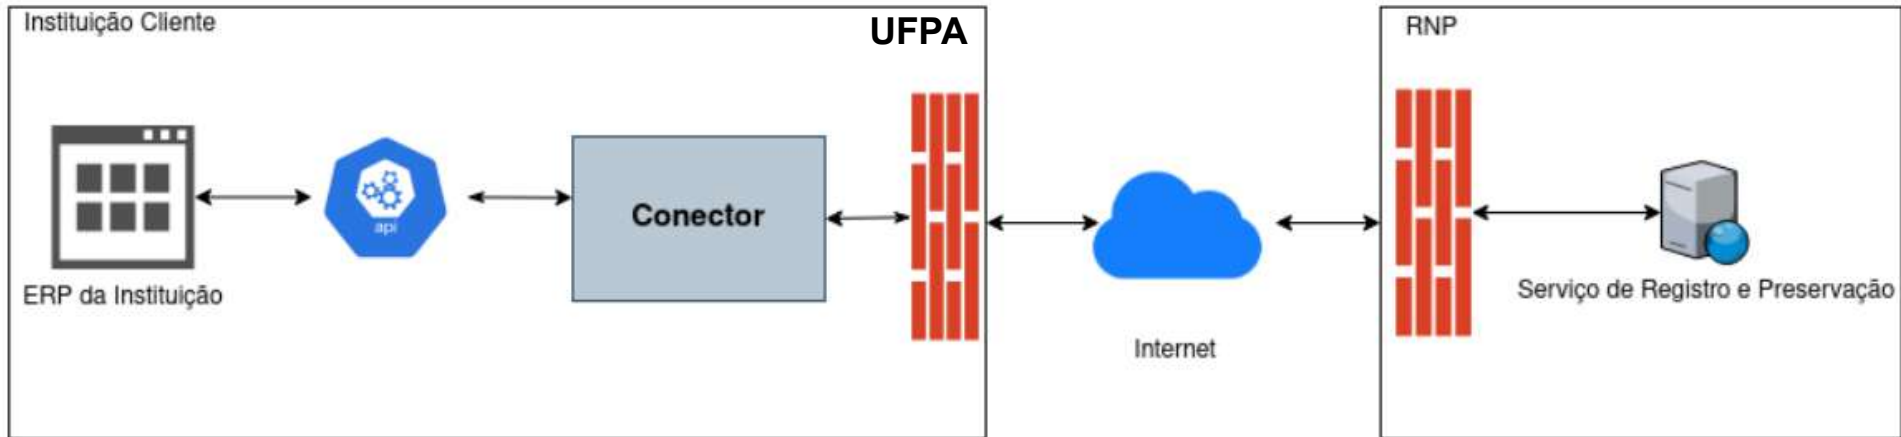 Instituição Cliente
UFPA
RNP
api
Conector
ERP da Instituição
Serviço de Registro e Preservação
Internet